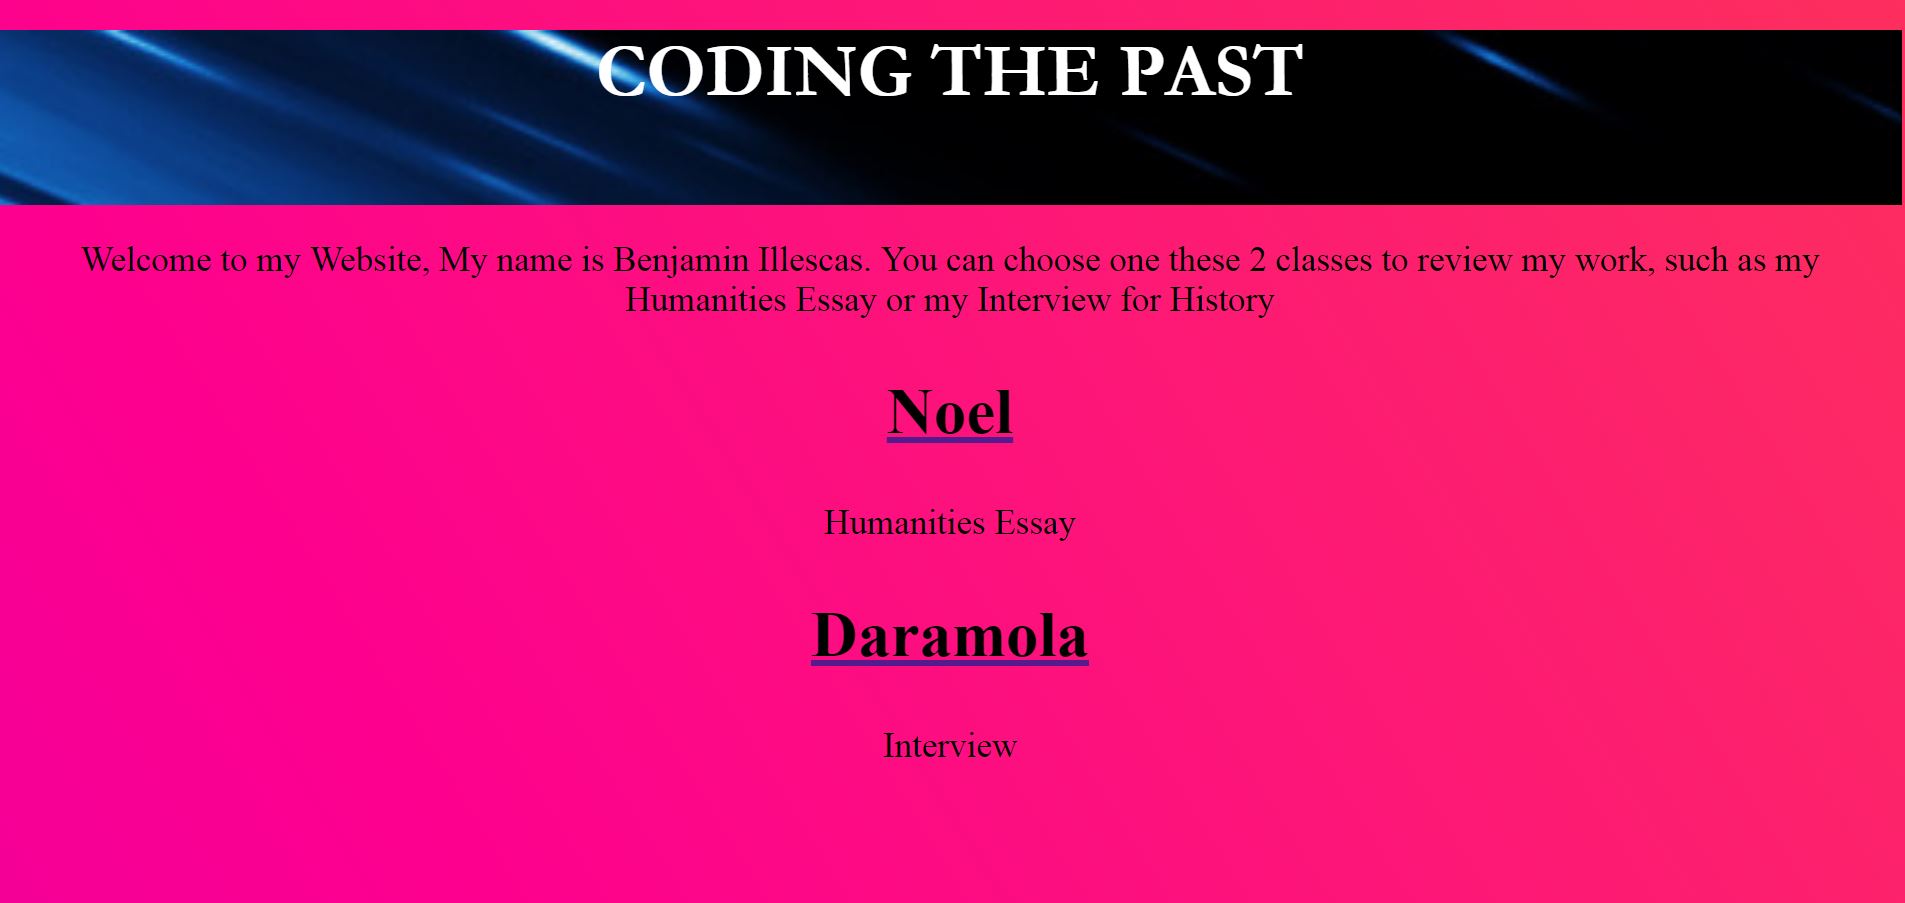 CODING THE PAST
Welcome to my Website, My name is Benjamin Illescas. You can choose one these 2 classes to review my work, such as my
Humanities Essay or my Interview for History
Noel
Humanities Essay
Daramola
Interview